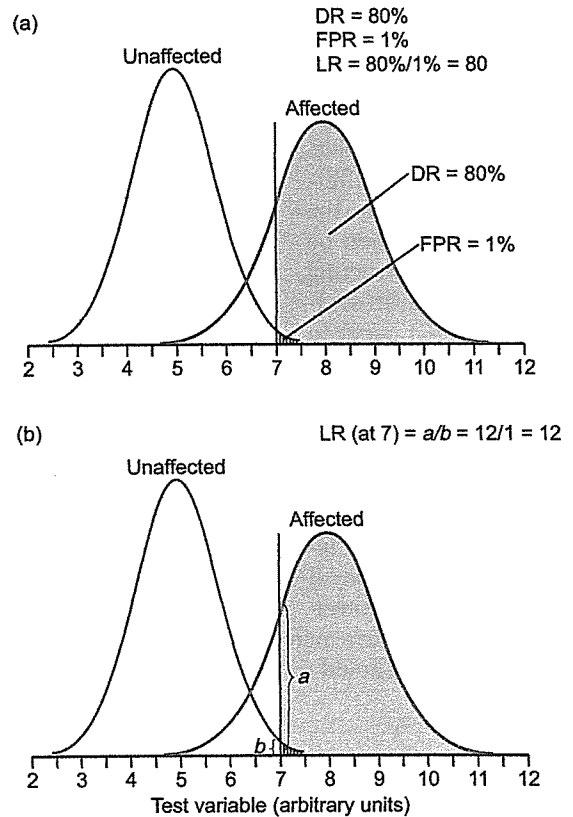 (a)
DR = 80%
FPR = 1%
LR = 80%/1% = 80
Unaffected
Affected
DR = 80%
FPR = 1%
2 3 4 5 6 7 8 9 10 11 12
(b)
LR (at 7) = a/b = 12/1 = 12
Unaffected
Affected
a
b
2 3 4 5 6 7 8 9 10 11 12
Test variable (arbitrary units)